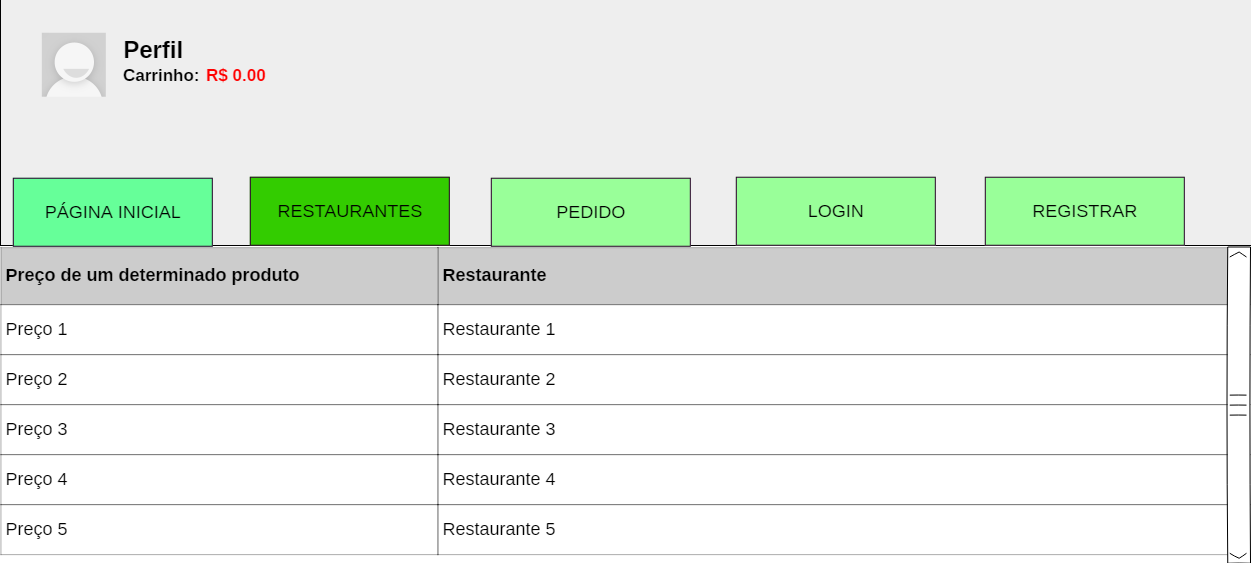 Perfil
Carrinho: R$ 0.00
PÁGINA INICIAL RESTAURANTES PEDIDO LOGIN REGISTRAR
Preço de um determinado produto Restaurante
Preço 1 Restaurante 1
Preço 2 Restaurante 2
Preço 3 Restaurante 3
Preço 4 Restaurante 4
Preço 5 Restaurante 5